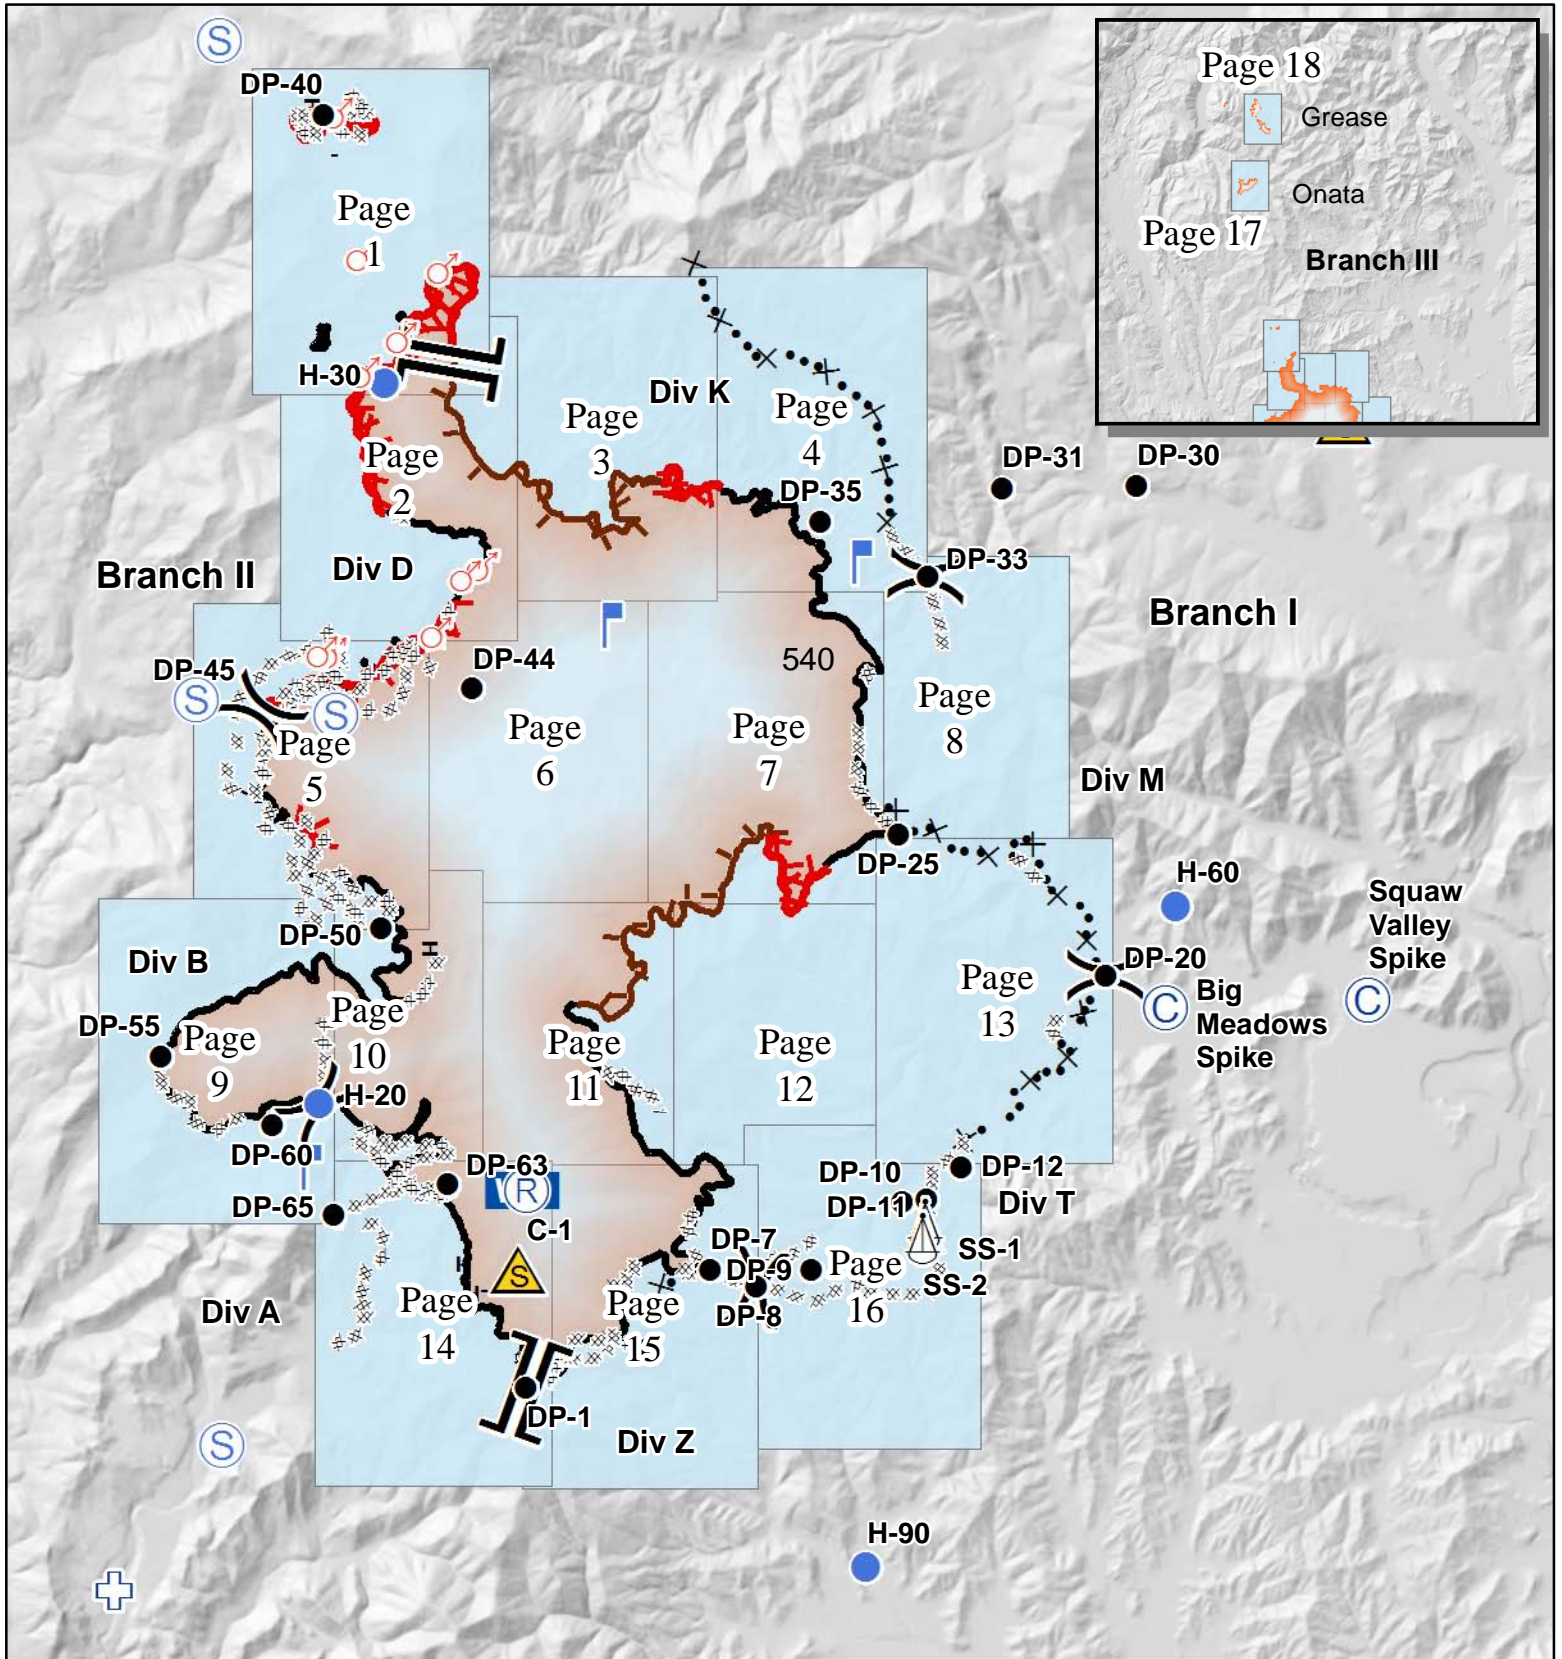 S
DP-40
Page 18
Grease
Page
1
Onata
Page 17
Branch III
H-30
Div K
Page
3
Page
4
Page
2
DP-31
DP-30
DP-35
DP-33
Branch II
Div D
Branch I
540
DP-44
DP-45
S
S
Page
5
Page
6
Page
7
Page
8
Div M
DP-25
H-60
Squaw
Valley
Spike
C
DP-50
Div B
DP-20
C
Big
Meadows
Spike
Page
13
DP-55
Page
9
Page
10
Page
11
Page
12
H-20
DP-60
DP-63
DP-65
R
C-1
DP-10
DP-11
DP-12
Div T
DP-7
DP-9
DP-8
SS-1
SS-2
Page
16
S
Div A
Page
14
Page
15
DP-1
Div Z
S
H-90